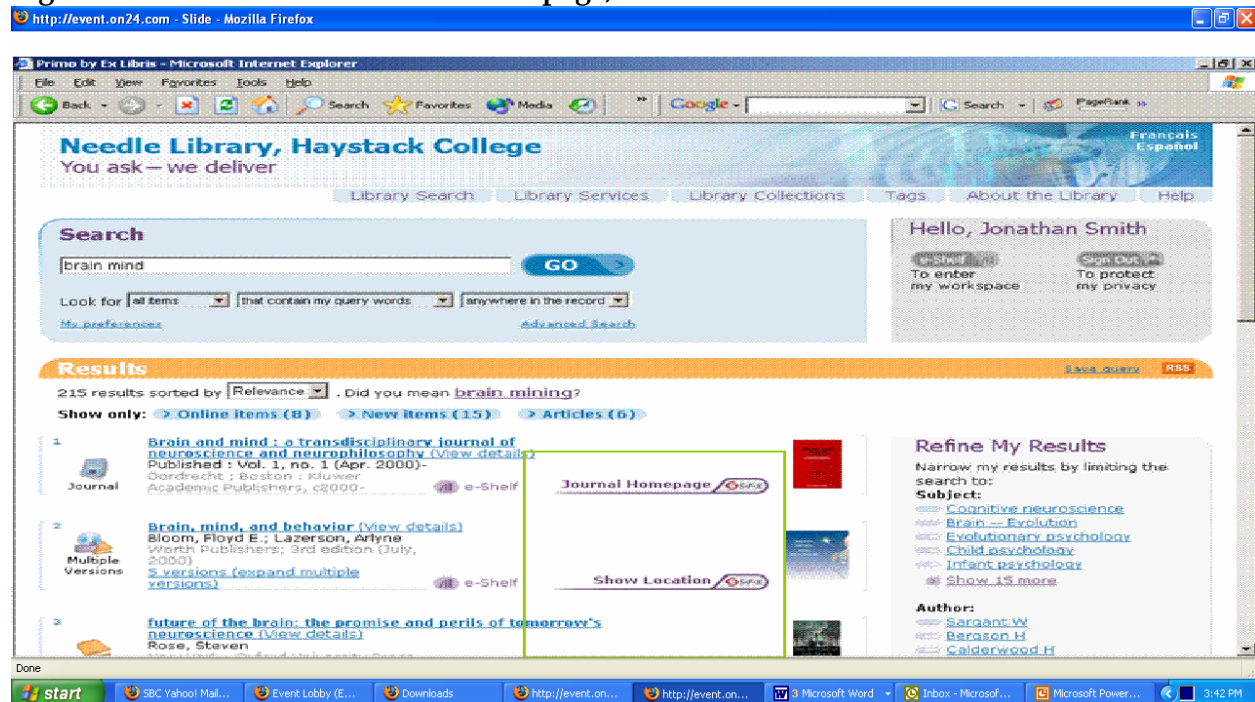 http://event.on24.com - Slide - Mozilla Firefox
Primo by Ex Libris - Microsoft Internet Explorer
File Edit View Favorites Tools Help
Back Search Favorites Media Google - Search PageRank
Needle Library, Haystack College
You ask — we deliver
Français
Español
Library Search Library Services Library Collections Tags About the Library Help
Search
brain mind
GO
Look for all items that contain my query words anywhere in the record
My preferences Advanced Search
Hello, Jonathan Smith
e-Shelf Sign Out
To enter To protect
my workspace my privacy
Results
Save query RSS
215 results sorted by Relevance . Did you mean brain mining?
Show only: > Online items (8) > New items (15) > Articles (6)
1
Journal
Brain and mind : a transdisciplinary journal of
neuroscience and neurophilosophy (View details)
Published : Vol. 1, no. 1 (Apr. 2000)-
Dordrecht ; Boston : Kluwer
Academic Publishers, c2000-
e-Shelf
Journal Homepage SFX
2
Multiple
Versions
Brain, mind, and behavior (View details)
Bloom, Floyd E.; Lazerson, Arlyne
Worth Publishers; 3rd edition (July,
2000)
5 versions (expand multiple
versions)
e-Shelf
Show Location SFX
3
future of the brain: the promise and perils of tomorrow's
neuroscience (View details)
Rose, Steven
Refine My Results
Narrow my results by limiting the
search to:
Subject:
Cognitive neuroscience
Brain -- Evolution
Evolutionary psychology
Child psychology
Infant psychology
Show 15 more
Author:
Sargant W
Bergson H
Calderwood H
Done
start SBC Yahoo! Mail... Event Lobby (E... Downloads http://event.on... http://event.on... 3 Microsoft Word Inbox - Microsof... Microsoft Power... 3:42 PM